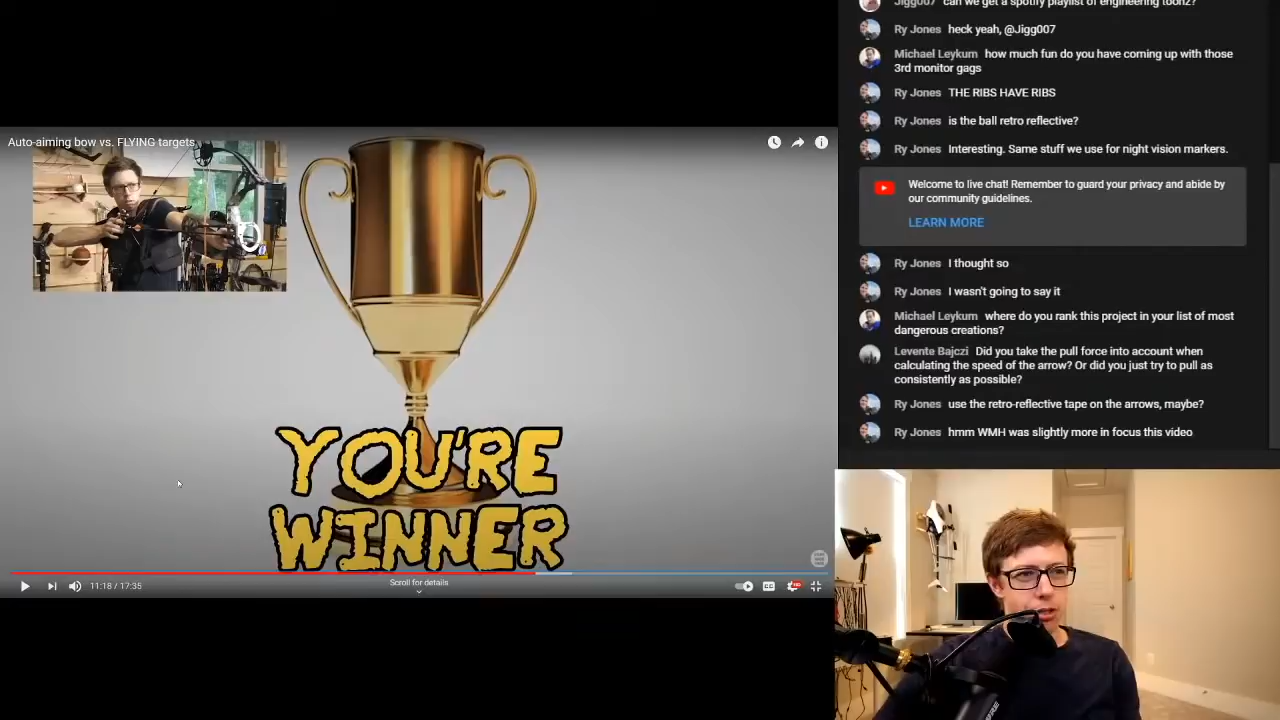 Auto-aiming bow vs. FLYING targets
YOU'RE
WINNER
11:18 / 17:35
Scroll for details
CC
HD
Jigg007 can we get a spotify playlist of engineering toonz?
Ry Jones heck yeah, @Jigg007
Michael Leykum how much fun do you have coming up with those
3rd monitor gags
Ry Jones THE RIBS HAVE RIBS
Ry Jones is the ball retro reflective?
Ry Jones Interesting. Same stuff we use for night vision markers.
Welcome to live chat! Remember to guard your privacy and abide by
our community guidelines.
LEARN MORE
Ry Jones I thought so
Ry Jones I wasn't going to say it
Michael Leykum where do you rank this project in your list of most
dangerous creations?
Levente Bajczi Did you take the pull force into account when
calculating the speed of the arrow? Or did you just try to pull as
consistently as possible?
Ry Jones use the retro-reflective tape on the arrows, maybe?
Ry Jones hmm WMH was slightly more in focus this video